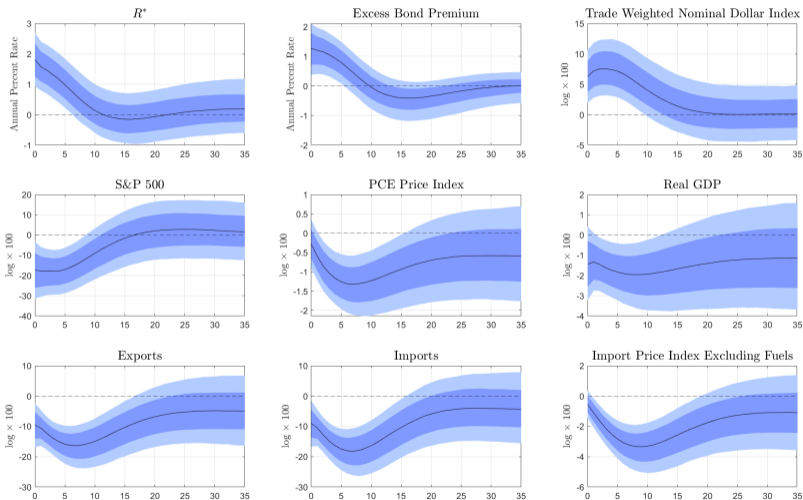 R*
Annual Percent Rate
3
2
1
0
-1
0 5 10 15 20 25 30 35
Excess Bond Premium
Annual Percent Rate
2
1
0
-1
-2
0 5 10 15 20 25 30 35
Trade Weighted Nominal Dollar Index
log × 100
15
10
5
0
-5
0 5 10 15 20 25 30 35
S&P 500
log × 100
20
10
0
-10
-20
-30
-40
0 5 10 15 20 25 30 35
PCE Price Index
log × 100
1
0.5
0
-0.5
-1
-1.5
-2
0 5 10 15 20 25 30 35
Real GDP
log × 100
2
1
0
-1
-2
-3
-4
0 5 10 15 20 25 30 35
Exports
log × 100
10
0
-10
-20
-30
0 5 10 15 20 25 30 35
Imports
log × 100
10
0
-10
-20
-30
0 5 10 15 20 25 30 35
Import Price Index Excluding Fuels
log × 100
2
0
-2
-4
-6
0 5 10 15 20 25 30 35